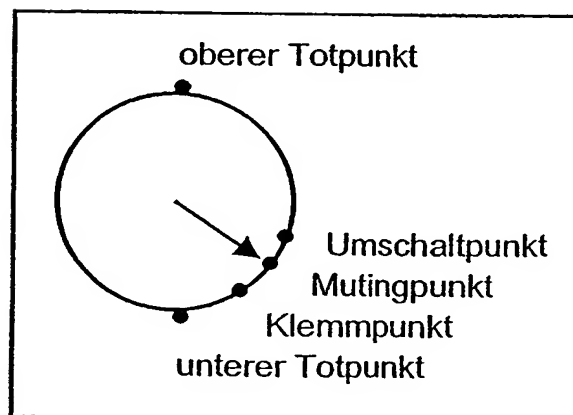 oberer Totpunkt
Umschaltpunkt
Mutingpunkt
Klemmpunkt
unterer Totpunkt